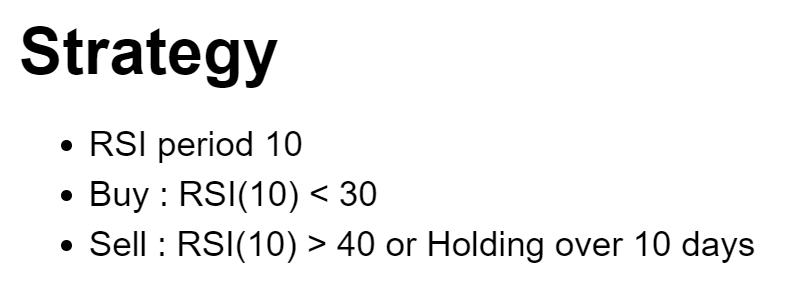 Strategy
• RSI period 10
• Buy : RSI(10) < 30
• Sell : RSI(10) > 40 or Holding over 10 days